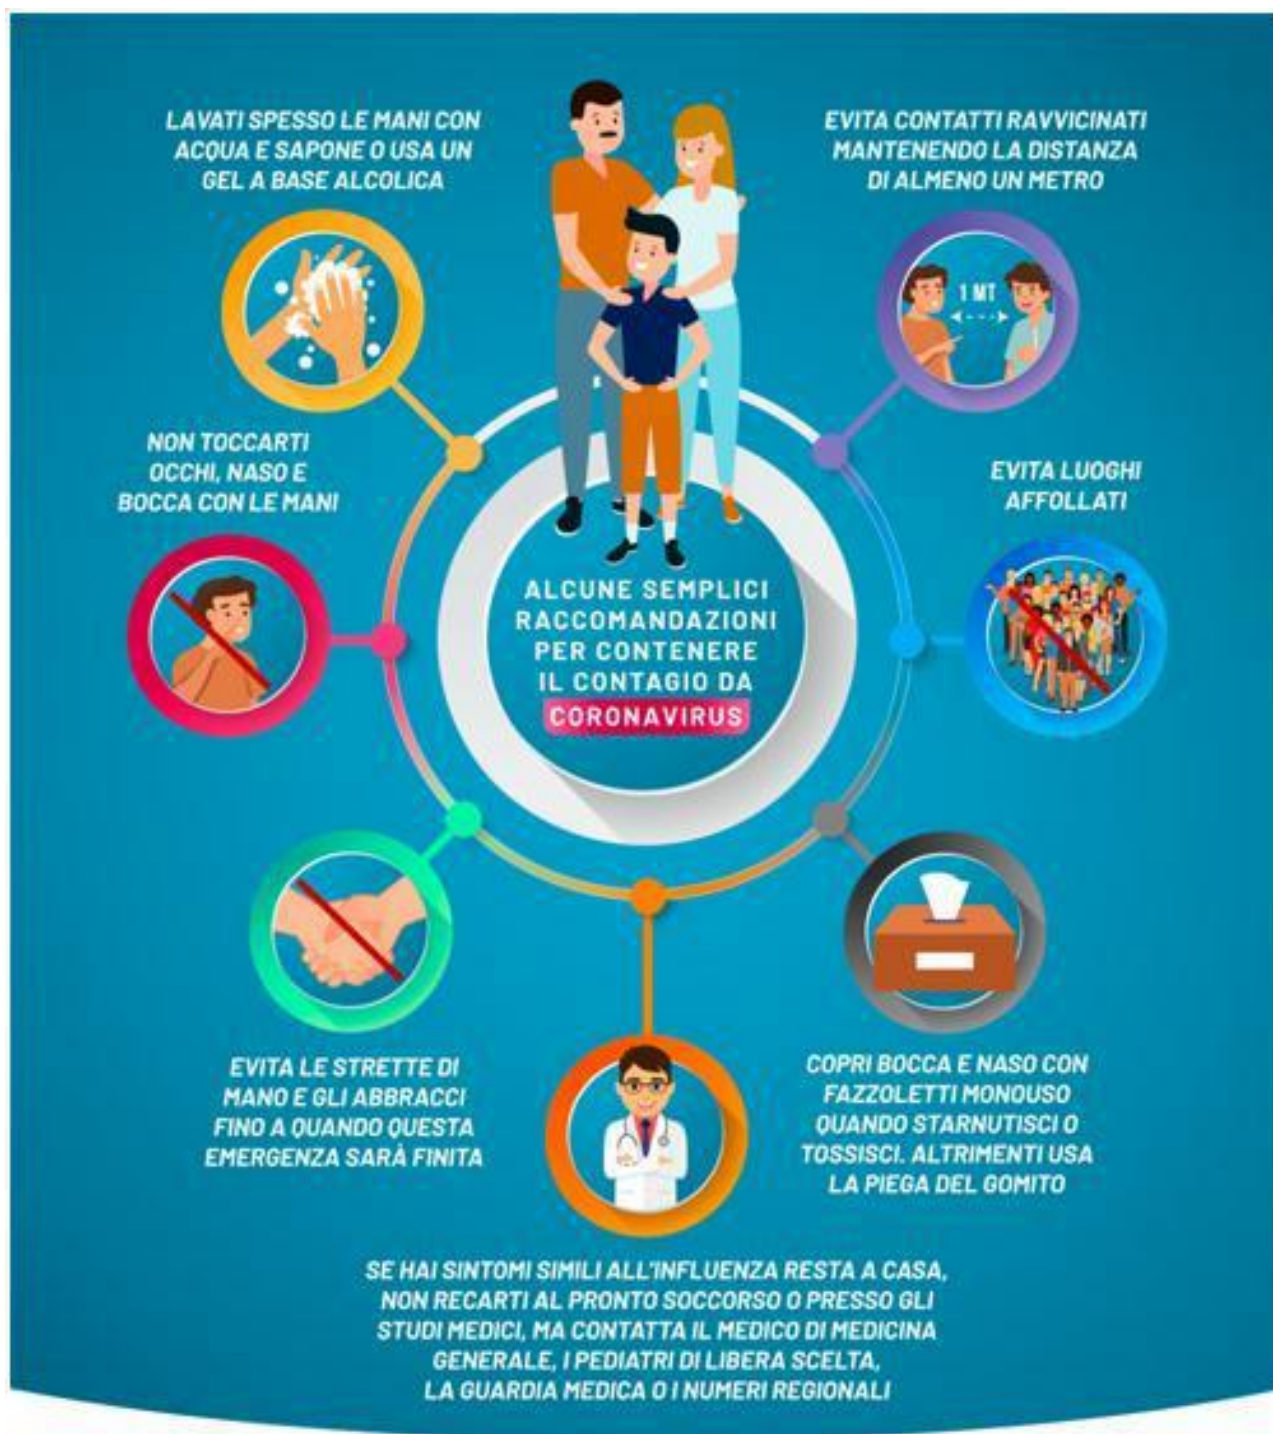 LAVATI SPESSO LE MANI CON
ACQUA E SAPONE O USA UN
GEL A BASE ALCOLICA
EVITA CONTATTI RAVVICINATI
MANTENENDO LA DISTANZA
DI ALMENO UN METRO
1 MT
NON TOCCARTI
OCCHI, NASO E
BOCCA CON LE MANI
EVITA LUOGHI
AFFOLLATI
ALCUNE SEMPLICI
RACCOMANDAZIONI
PER CONTENERE
IL CONTAGIO DA
CORONAVIRUS
EVITA LE STRETTE DI
MANO E GLI ABBRACCI
FINO A QUANDO QUESTA
EMERGENZA SARÀ FINITA
COPRI BOCCA E NASO CON
FAZZOLETTI MONOUSO
QUANDO STARNUTISCI O
TOSSISCI. ALTRIMENTI USA
LA PIEGA DEL GOMITO
SE HAI SINTOMI SIMILI ALL'INFLUENZA RESTA A CASA,
NON RECARTI AL PRONTO SOCCORSO O PRESSO GLI
STUDI MEDICI, MA CONTATTA IL MEDICO DI MEDICINA
GENERALE, I PEDIATRI DI LIBERA SCELTA,
LA GUARDIA MEDICA O I NUMERI REGIONALI